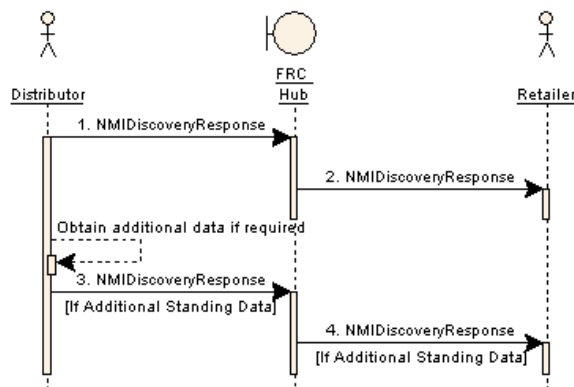 FRC
Hub
Distributor
Retailer
1. NMIDiscoveryResponse
2. NMIDiscoveryResponse
Obtain additional data if required
3. NMIDiscoveryResponse
[If Additional Standing Data]
4. NMIDiscoveryResponse
[If Additional Standing Data]